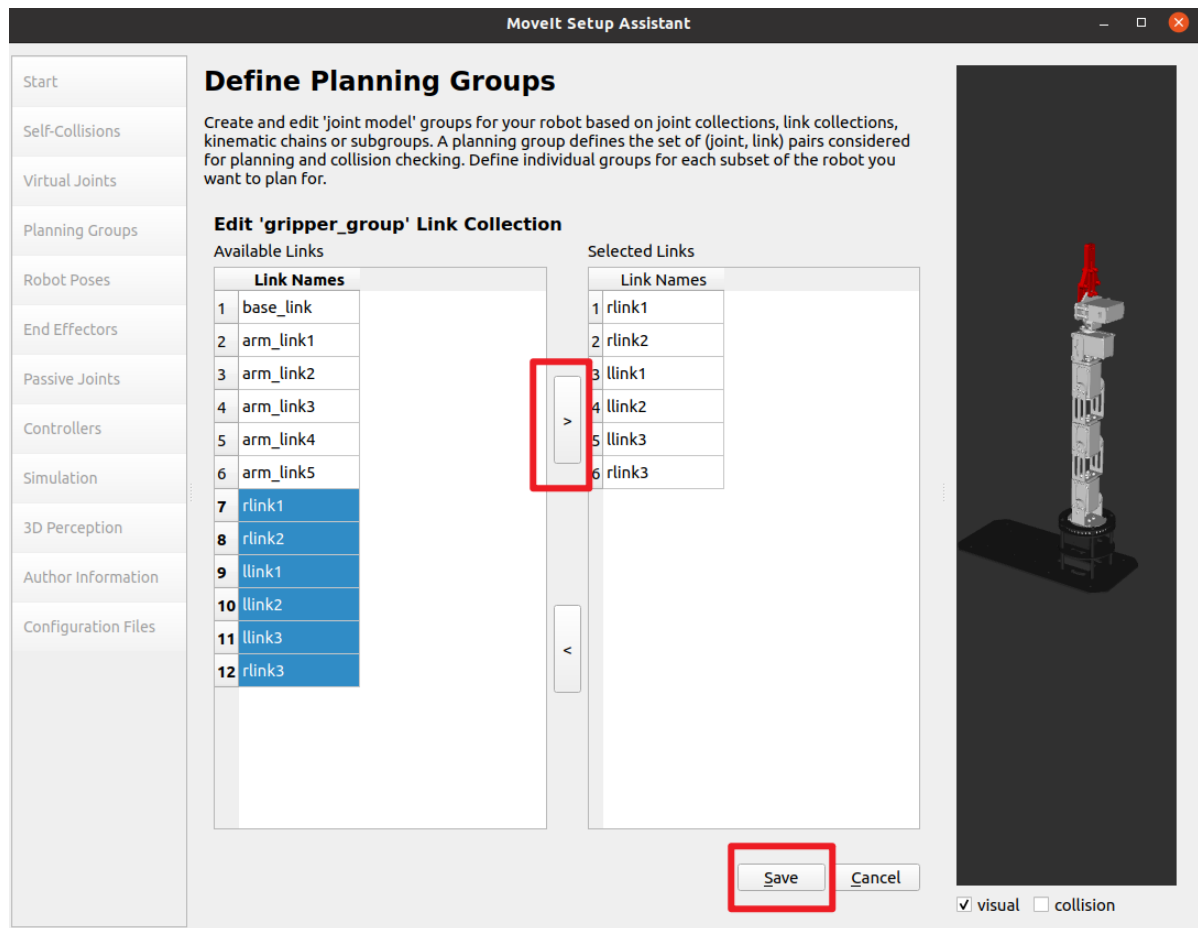 MoveIt Setup Assistant
Start
Self-Collisions
Virtual Joints
Planning Groups
Robot Poses
End Effectors
Passive Joints
Controllers
Simulation
3D Perception
Author Information
Configuration Files
Define Planning Groups
Create and edit 'joint model' groups for your robot based on joint collections, link collections,
kinematic chains or subgroups. A planning group defines the set of (joint, link) pairs considered
for planning and collision checking. Define individual groups for each subset of the robot you
want to plan for.
Edit 'gripper_group' Link Collection
Available Links
Link Names
1 base_link
2 arm_link1
3 arm_link2
4 arm_link3
5 arm_link4
6 arm_link5
7 rlink1
8 rlink2
9 llink1
10 llink2
11 llink3
12 rlink3
>
<
Selected Links
Link Names
1 rlink1
2 rlink2
3 llink1
4 llink2
5 llink3
6 rlink3
Save Cancel
visual collision